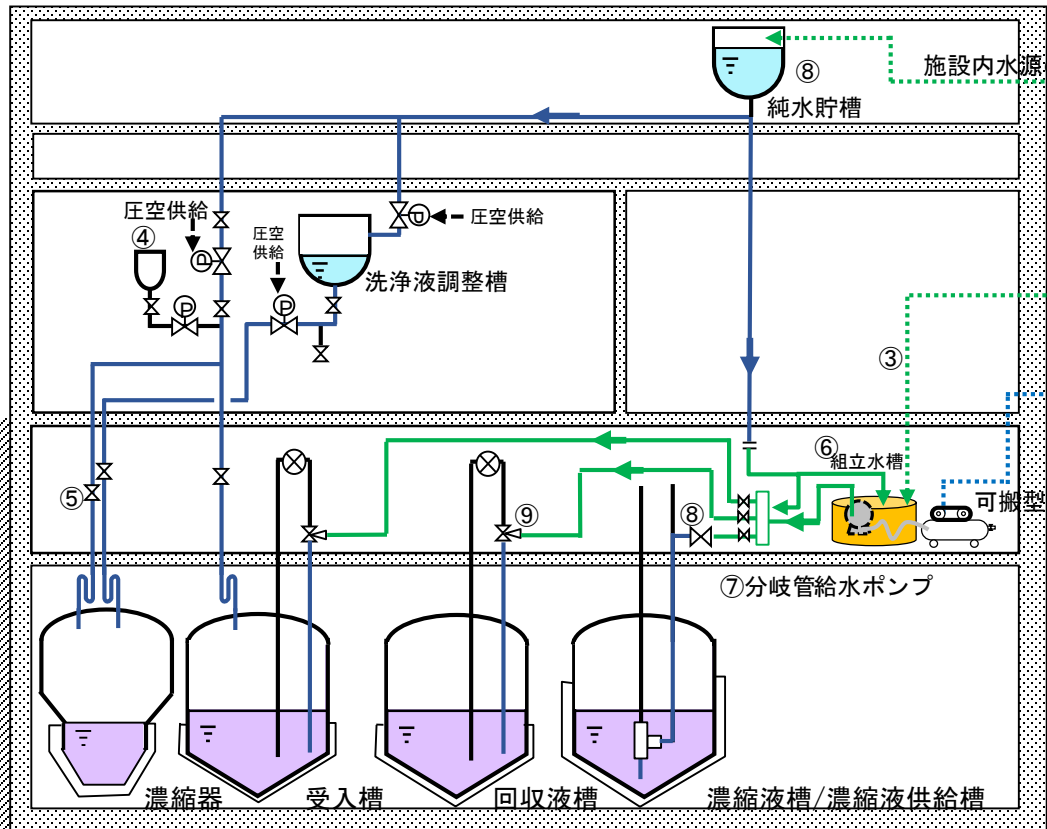 施設内水源
⑧
純水貯槽
圧空供給
④
圧空
供給
圧空供給
洗浄液調整槽
P
P
P
P
③
⑥
組立水槽
可搬型
⑤
⑨
⑧
⑦分岐管給水ポンプ
濃縮器
受入槽
回収液槽
濃縮液槽/濃縮液供給槽